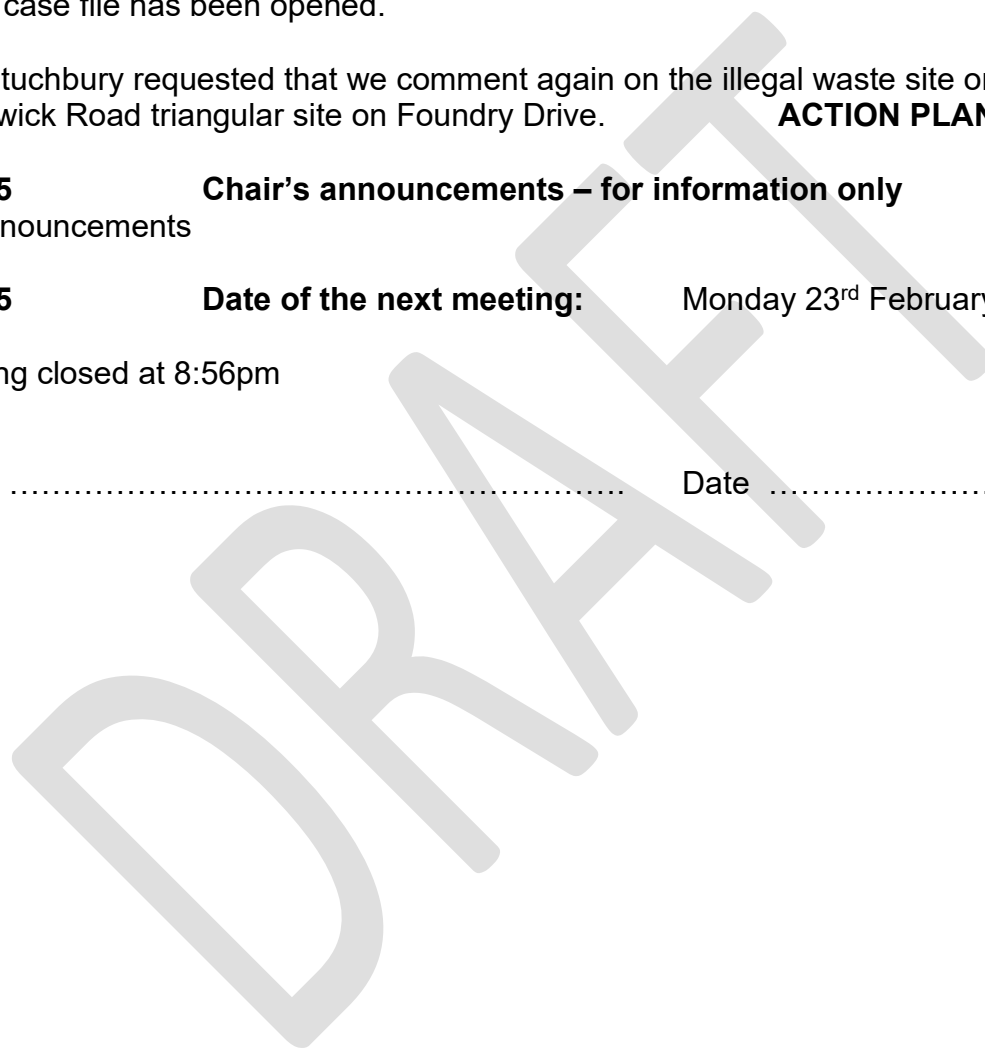 case file has been opened.
tuchbury requested that we comment again on the illegal waste site or
wick Road triangular site on Foundry Drive. ACTION PLAN
5 Chair’s announcements – for information only
nouncements
5 Date of the next meeting: Monday 23rd February
ng closed at 8:56pm
………………………………………………….. Date …………………
DRAFT